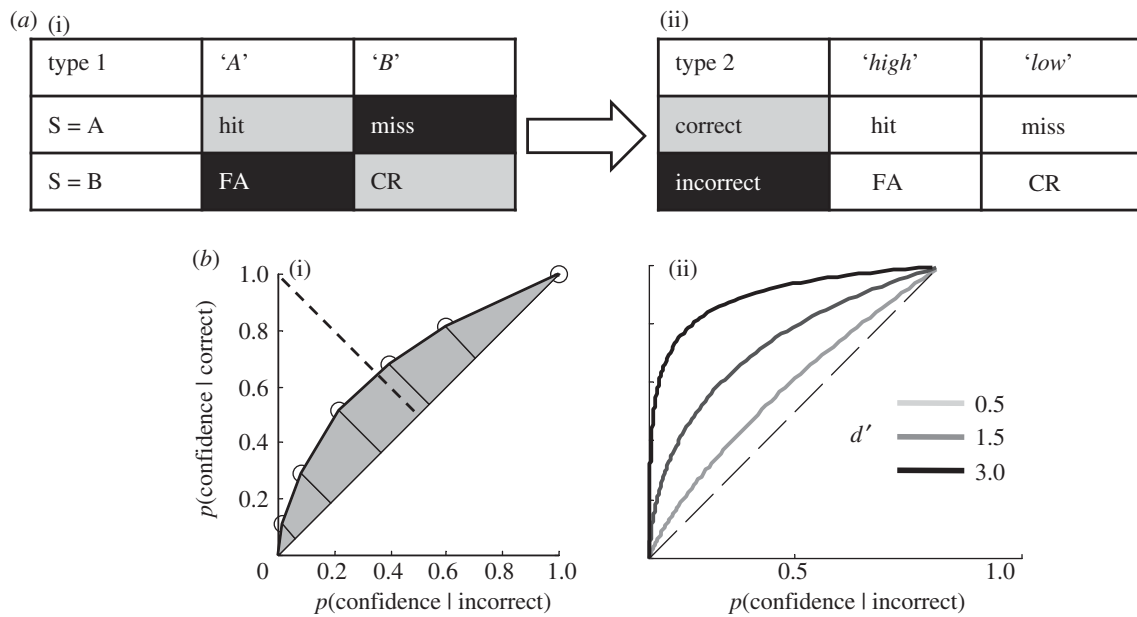 (a) (i)
type 1 ‘A’ ‘B’
S = A hit miss
S = B FA CR
(ii)
type 2 ‘high’ ‘low’
correct hit miss
incorrect FA CR
(b) (i)
1.0
0.8
0.6
0.4
0.2
0 0.2 0.4 0.6 0.8 1.0
p(confidence | correct)
p(confidence | incorrect)
(ii)
d′
0.5
1.5
3.0
0.5 1.0
p(confidence | incorrect)